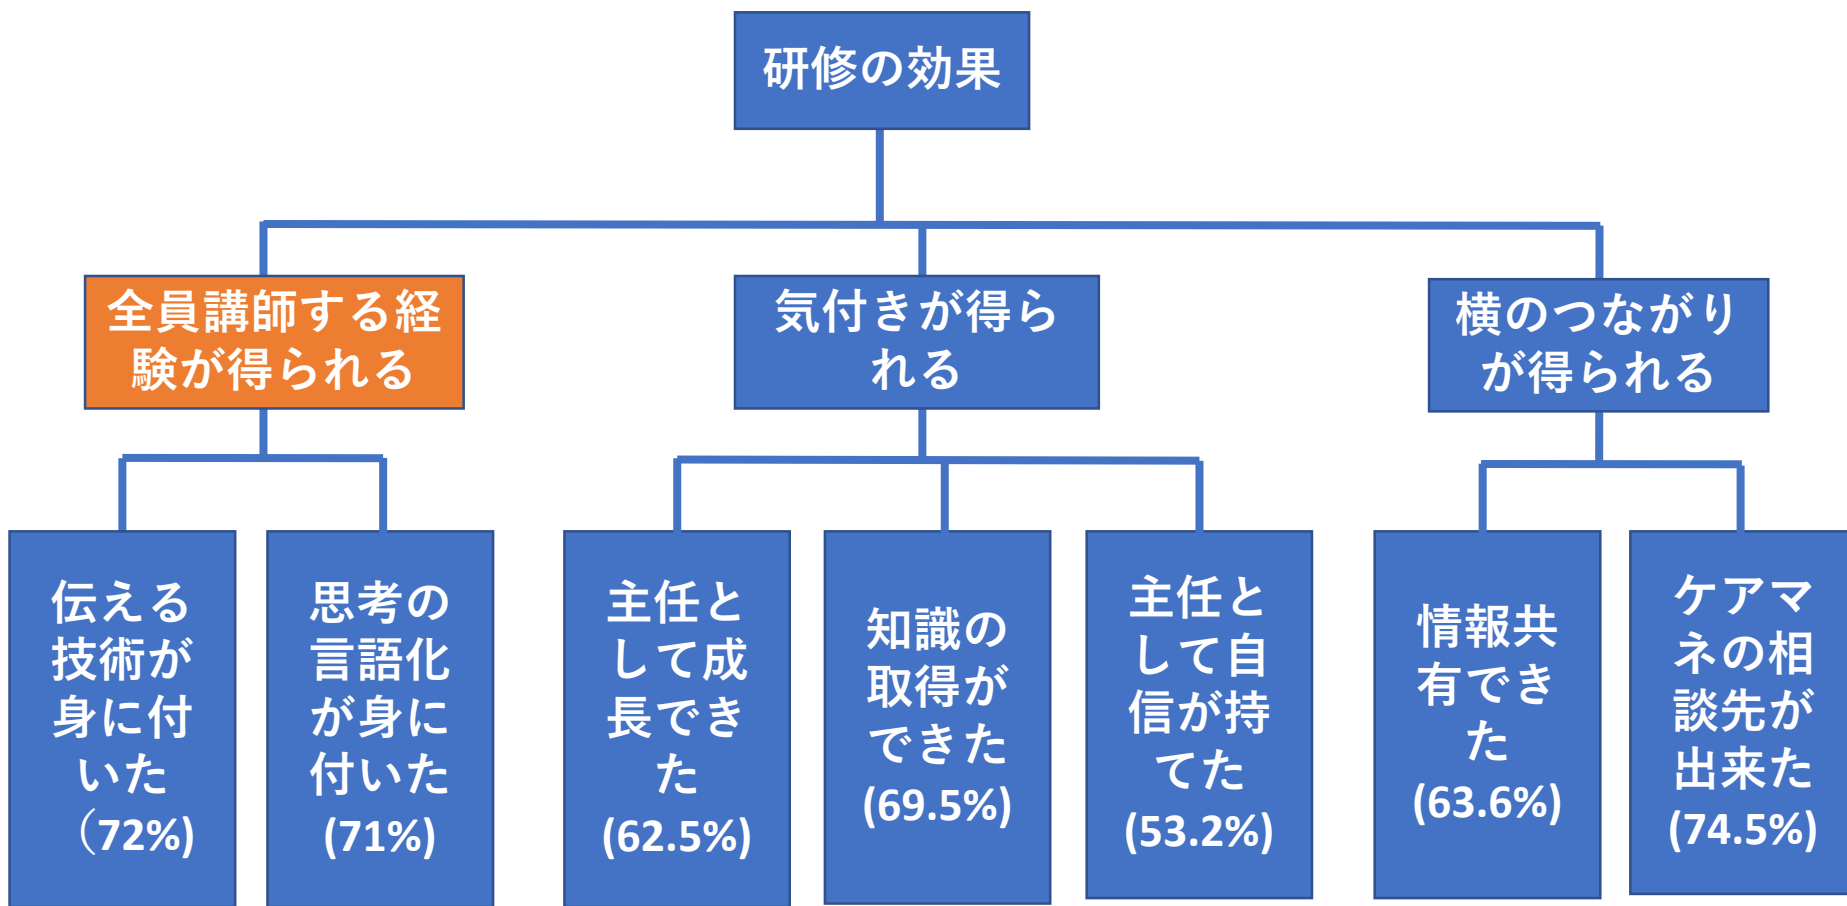 研修の効果
全員講師する経
験が得られる
気付きが得ら
れる
横のつながり
が得られる
伝える
技術が
身に付
いた
（72%)
思考の
言語化
が身に
付いた
(71%)
主任と
して成
長でき
た
(62.5%)
知識の
取得が
できた
(69.5%)
主任と
して自
信が持
てた
(53.2%)
情報共
有でき
た
(63.6%)
ケアマ
ネの相
談先が
出来た
(74.5%)